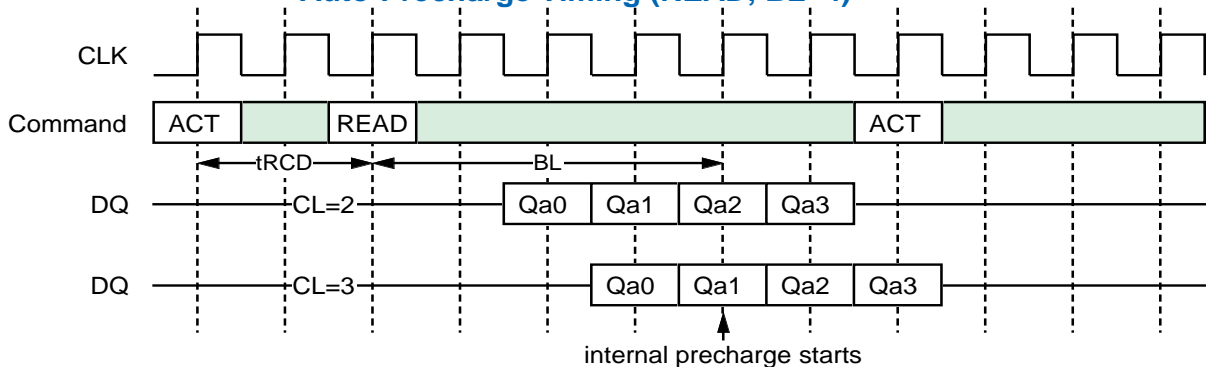 CLK
Command ACT READ ACT
tRCD BL
DQ CL=2 Qa0 Qa1 Qa2 Qa3
DQ CL=3 Qa0 Qa1 Qa2 Qa3
internal precharge starts